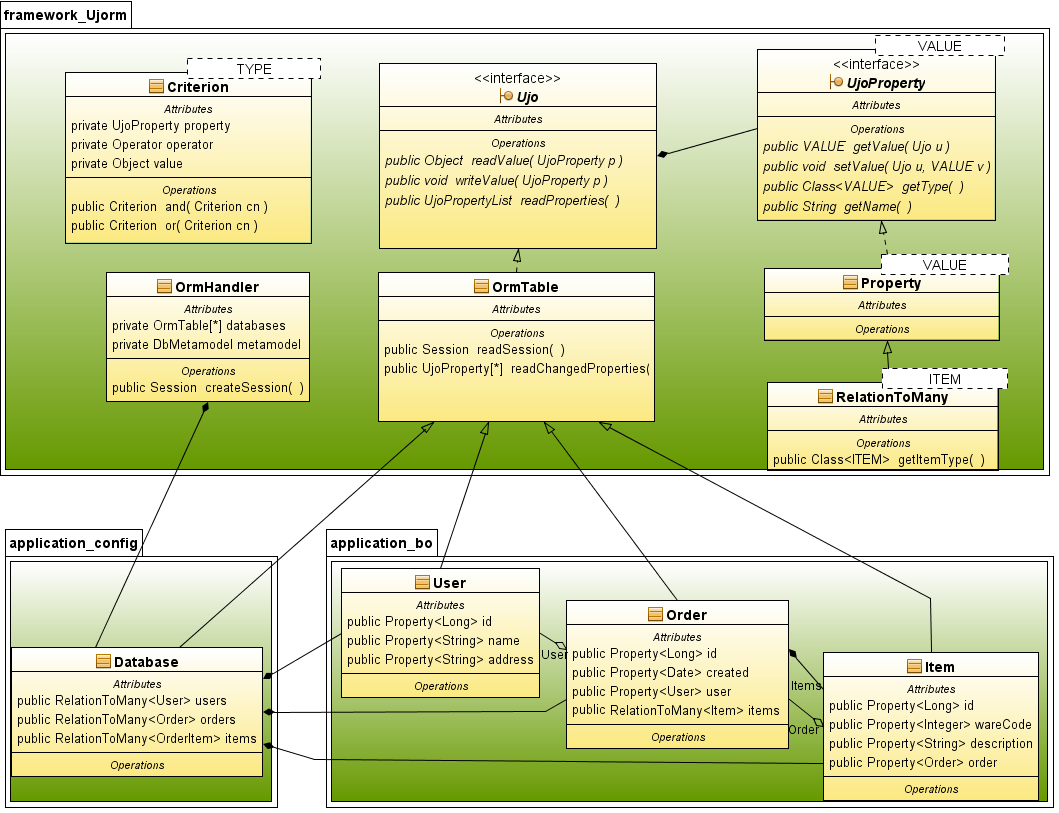 framework_Ujorm
TYPE
Criterion
Attributes
private UjoProperty property
private Operator operator
private Object value
Operations
public Criterion and( Criterion cn )
public Criterion or( Criterion cn )
<<interface>>
Ujo
Attributes
Operations
public Object readValue( UjoProperty p )
public void writeValue( UjoProperty p )
public UjoPropertyList readProperties( )
VALUE
<<interface>>
UjoProperty
Attributes
Operations
public VALUE getValue( Ujo u )
public void setValue( Ujo u, VALUE v )
public Class<VALUE> getType( )
public String getName( )
OrmHandler
Attributes
private OrmTable[*] databases
private DbMetamodel metamodel
Operations
public Session createSession( )
OrmTable
Attributes
Operations
public Session readSession( )
public UjoProperty[*] readChangedProperties(
VALUE
Property
Attributes
Operations
ITEM
RelationToMany
Attributes
Operations
public Class<ITEM> getItemType( )
application_config
Database
Attributes
public RelationToMany<User> users
public RelationToMany<Order> orders
public RelationToMany<OrderItem> items
Operations
application_bo
User
Attributes
public Property<Long> id
public Property<String> name
public Property<String> address
Operations
User
Order
Attributes
public Property<Long> id
public Property<Date> created
public Property<User> user
public RelationToMany<Item> items
Operations
Items
Order
Item
Attributes
public Property<Long> id
public Property<Integer> wareCode
public Property<String> description
public Property<Order> order
Operations